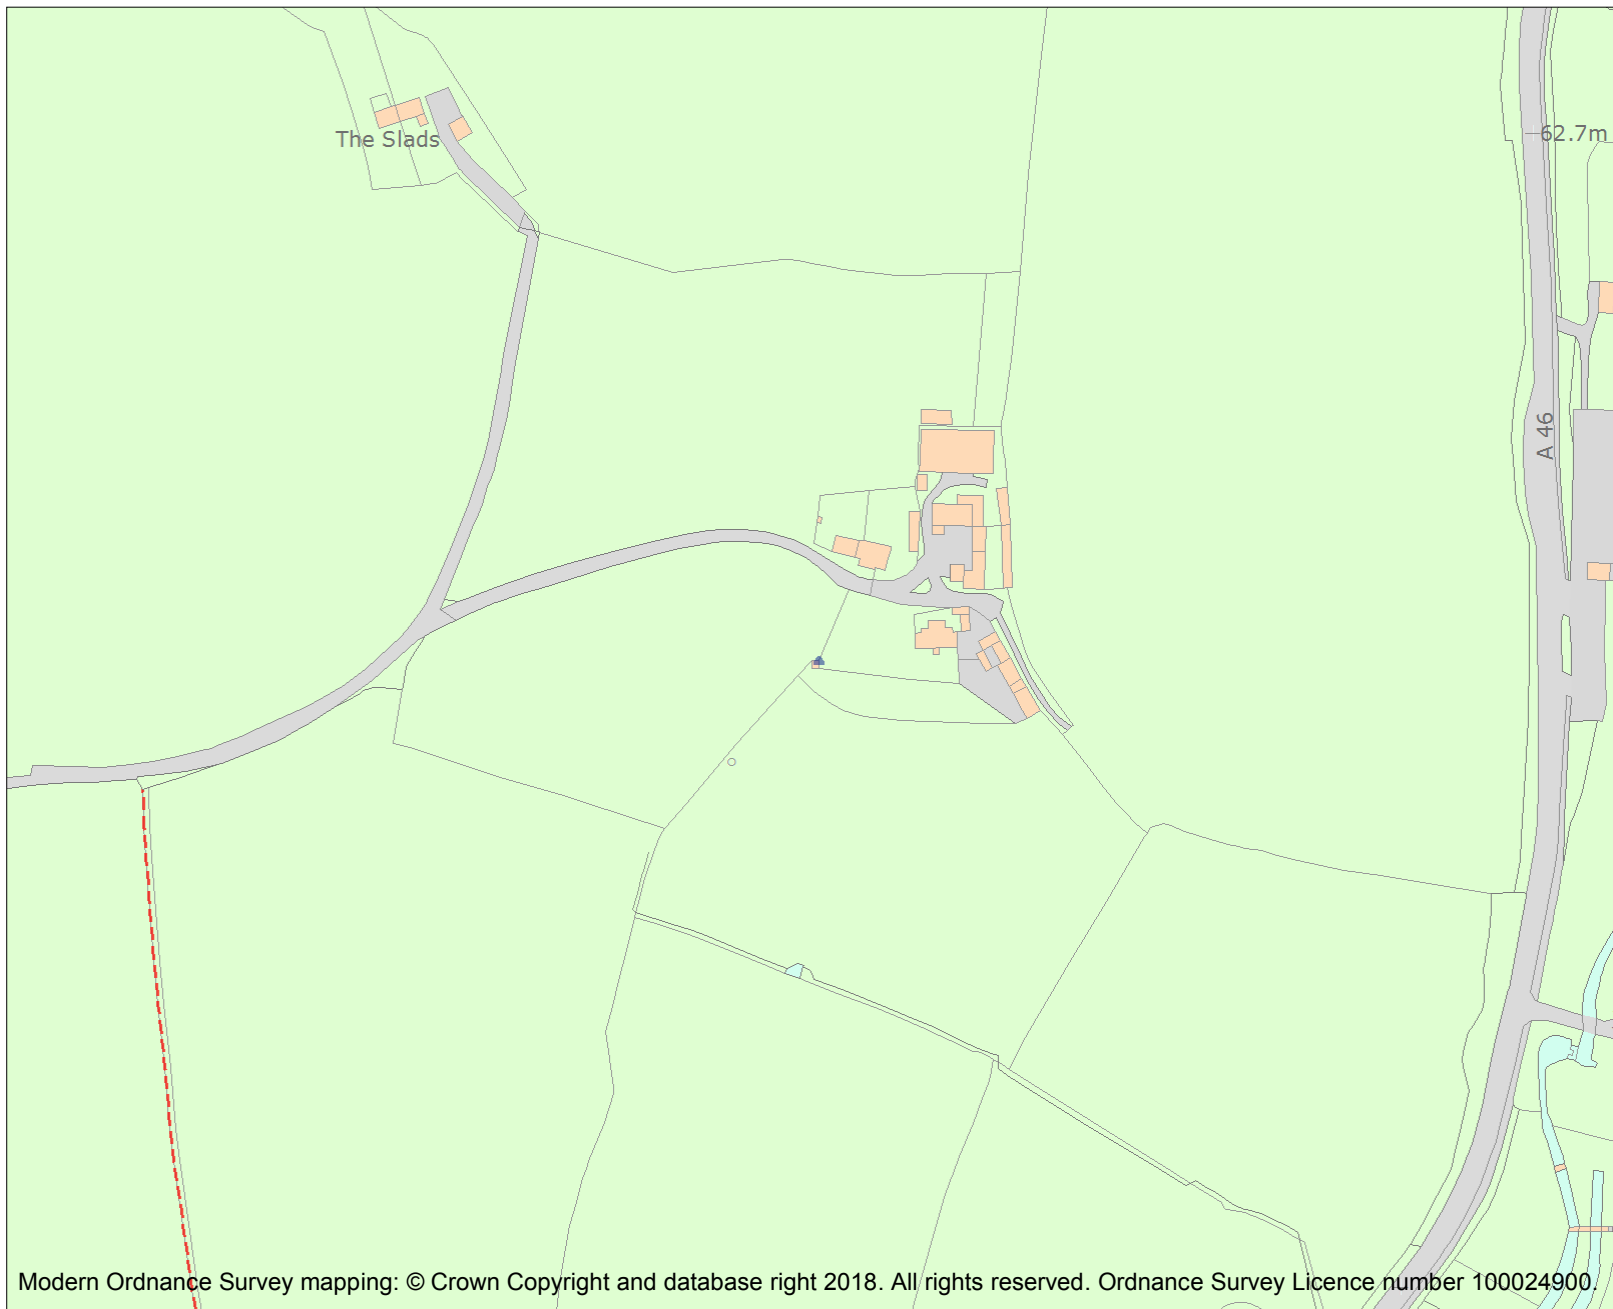 The Slads
62.7m
A 46
Modern Ordnance Survey mapping: © Crown Copyright and database right 2018. All rights reserved. Ordnance Survey Licence number 100024900.